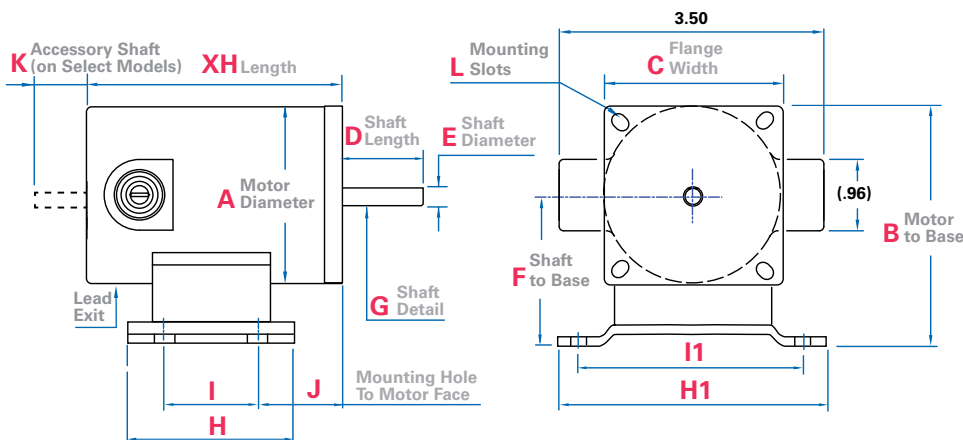 3.50
K Accessory Shaft
(on Select Models)
XH Length
L Mounting
Slots
C Flange
Width
D Shaft
Length
E Shaft
Diameter
A Motor
Diameter
(.96)
B Motor
to Base
F Shaft
to Base
G Shaft
Detail
Lead
Exit
I
J
Mounting Hole
To Motor Face
H
I1
H1